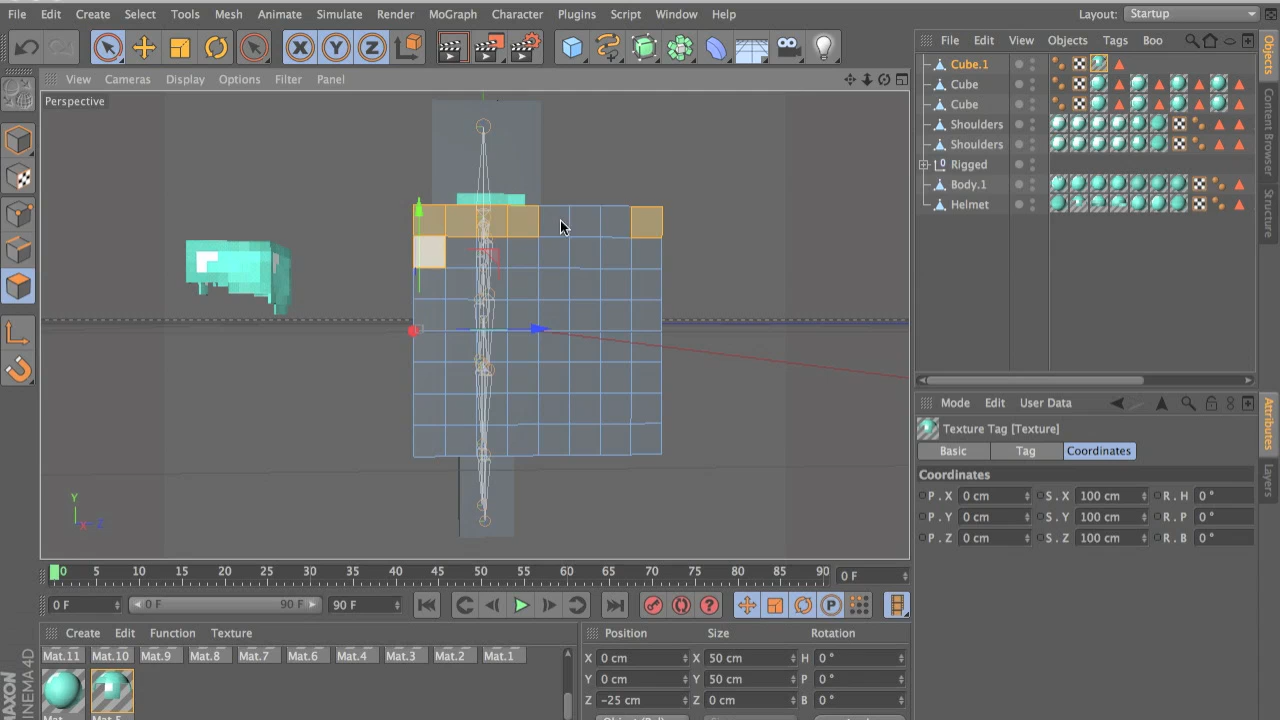 File Edit Create Select Tools Mesh Animate Simulate Render MoGraph Character Plugins Script Window Help Layout: Startup
X Y Z
File Edit View Objects Tags Boo
View Cameras Display Options Filter Panel
Perspective
Cube.1
Cube
Cube
Shoulders
Shoulders
Rigged
Body.1
Helmet
Objects
Content Browser
Structure
Mode Edit User Data
Texture Tag [Texture]
Basic Tag Coordinates
Coordinates
P . X 0 cm S . X 100 cm R . H 0 °
P . Y 0 cm S . Y 100 cm R . P 0 °
P . Z 0 cm S . Z 100 cm R . B 0 °
Attributes
Layers
Y
X Z
0 5 10 15 20 25 30 35 40 45 50 55 60 65 70 75 80 85 90 0 F
0 F 0 F 90 F 90 F
P
Create Edit Function Texture
Mat.11 Mat.10 Mat.9 Mat.8 Mat.7 Mat.6 Mat.4 Mat.3 Mat.2 Mat.1
Position Size Rotation
X 0 cm X 50 cm H 0 °
Y 0 cm Y 50 cm P 0 °
Z -25 cm Z 0 cm B 0 °
MAXON
CINEMA 4D